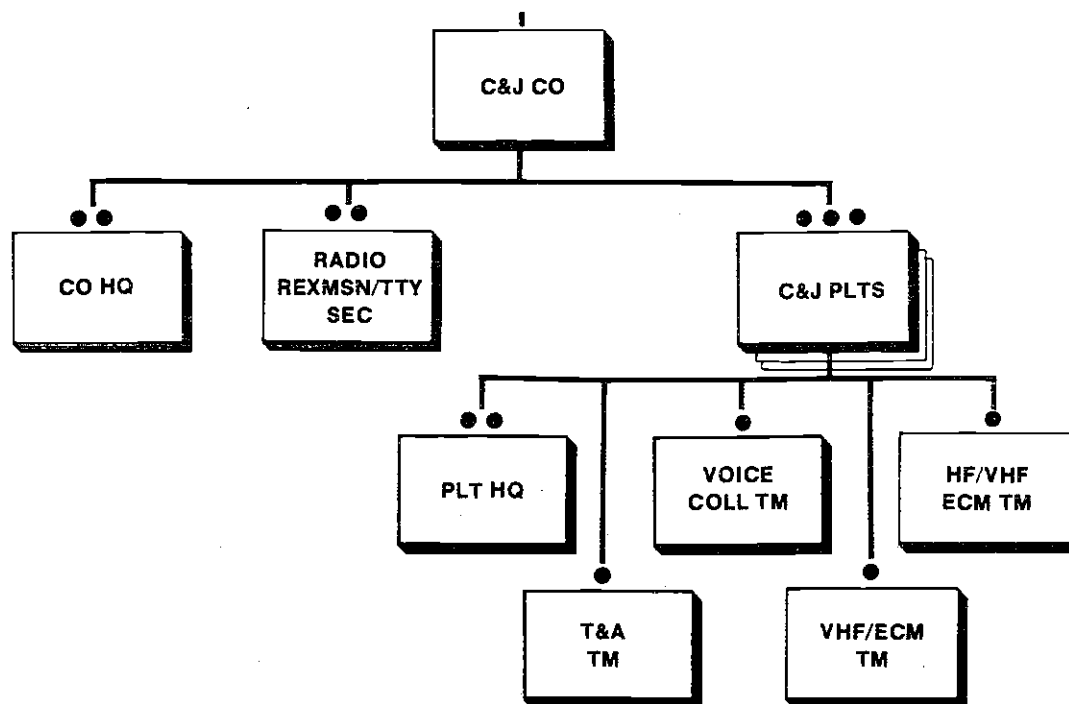 C&J CO
CO HQ
RADIO
REXMSN/TTY
SEC
C&J PLTS
PLT HQ
VOICE
COLL TM
HF/VHF
ECM TM
T&A
TM
VHF/ECM
TM